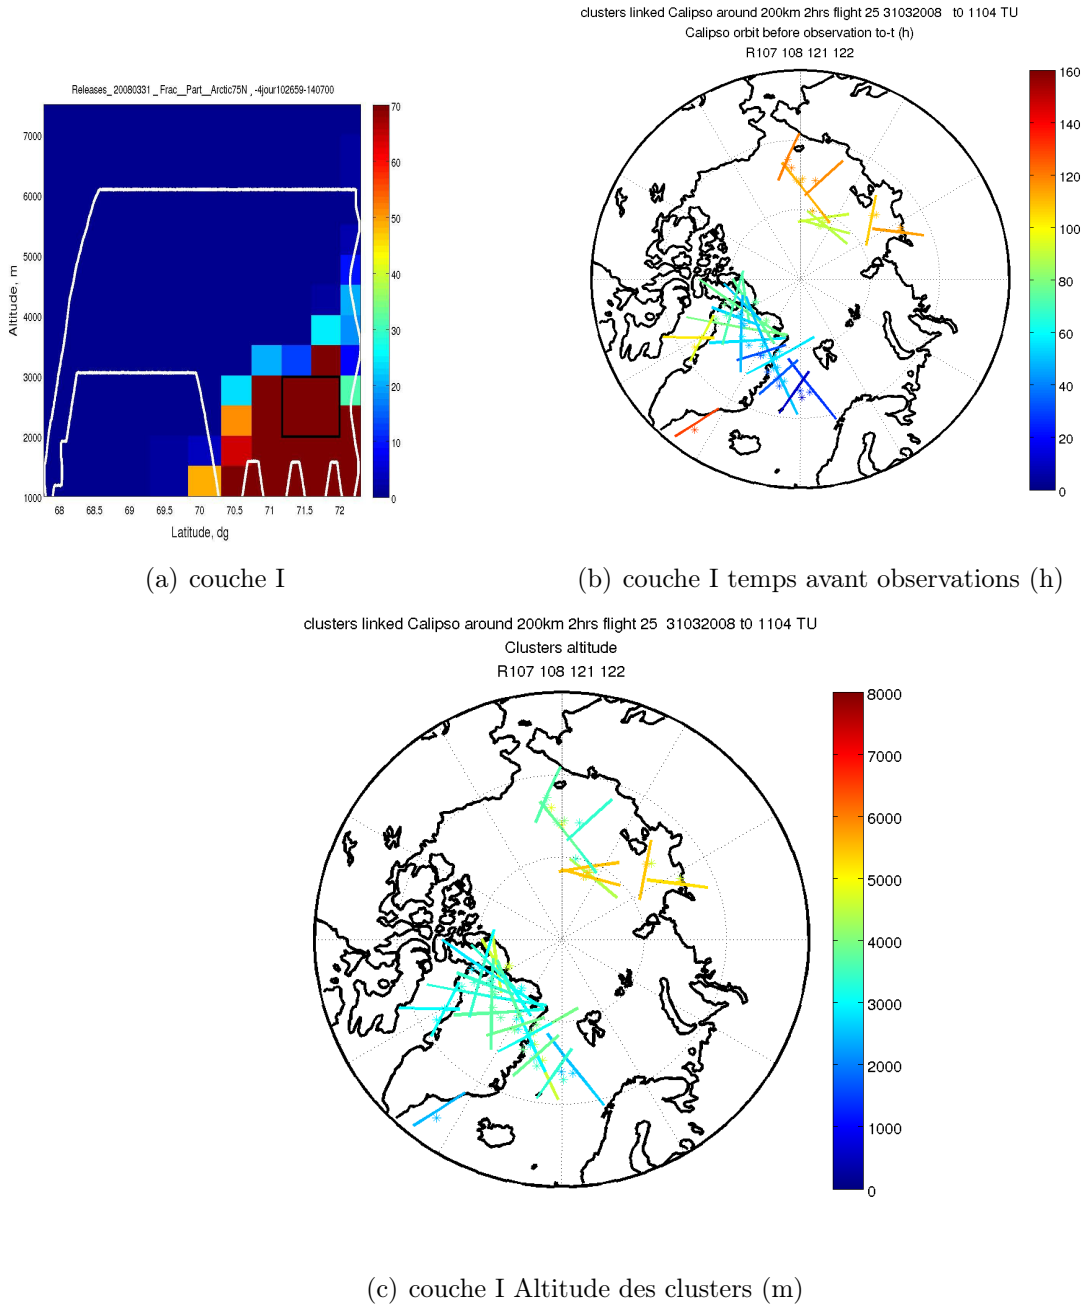 clusters linked Calipso around 200km 2hrs flight 25 31032008 t0 1104 TU
Calipso orbit before observation to-t (h)
R107 108 121 122
Releases_ 20080331 _ Frac__Part__Arctic75N , -4jour102659-140700
Altitude, m
7000
6000
5000
4000
3000
2000
1000
68 68.5 69 69.5 70 70.5 71 71.5 72
Latitude, dg
70
60
50
40
30
20
10
0
160
140
120
100
80
60
40
20
0
(a) couche I
(b) couche I temps avant observations (h)
clusters linked Calipso around 200km 2hrs flight 25 31032008 t0 1104 TU
Clusters altitude
R107 108 121 122
8000
7000
6000
5000
4000
3000
2000
1000
0
(c) couche I Altitude des clusters (m)